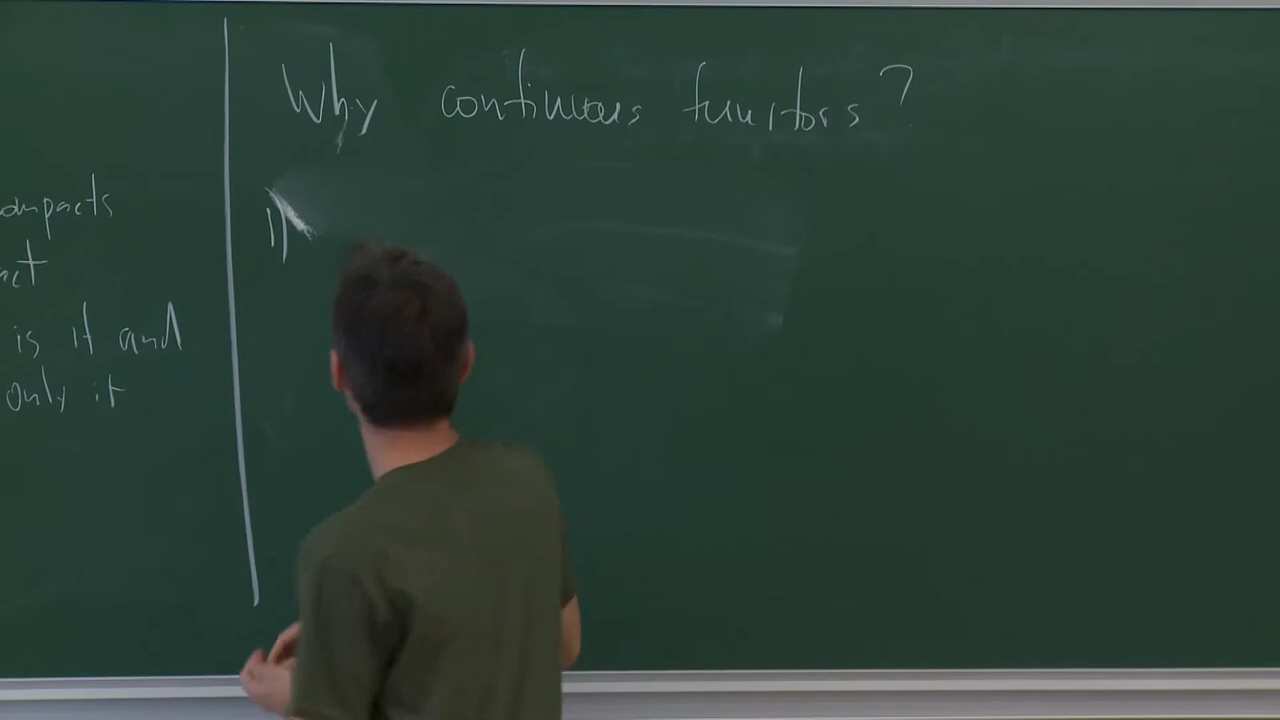 ompacts
ct
is if and
only if
Why continuous functors?
1)